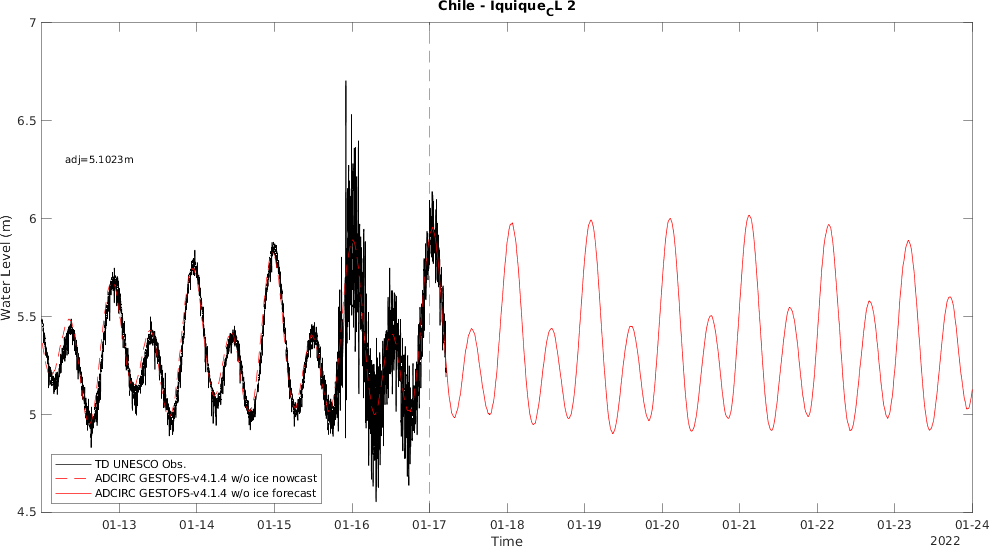 Chile - Iquique_CL 2
7
6.5
6
5.5
5
4.5
Water Level (m)
adj=5.1023m
TD UNESCO Obs.
ADCIRC GESTOFS-v4.1.4 w/o ice nowcast
ADCIRC GESTOFS-v4.1.4 w/o ice forecast
01-13 01-14 01-15 01-16 01-17 01-18 01-19 01-20 01-21 01-22 01-23 01-24
Time
2022